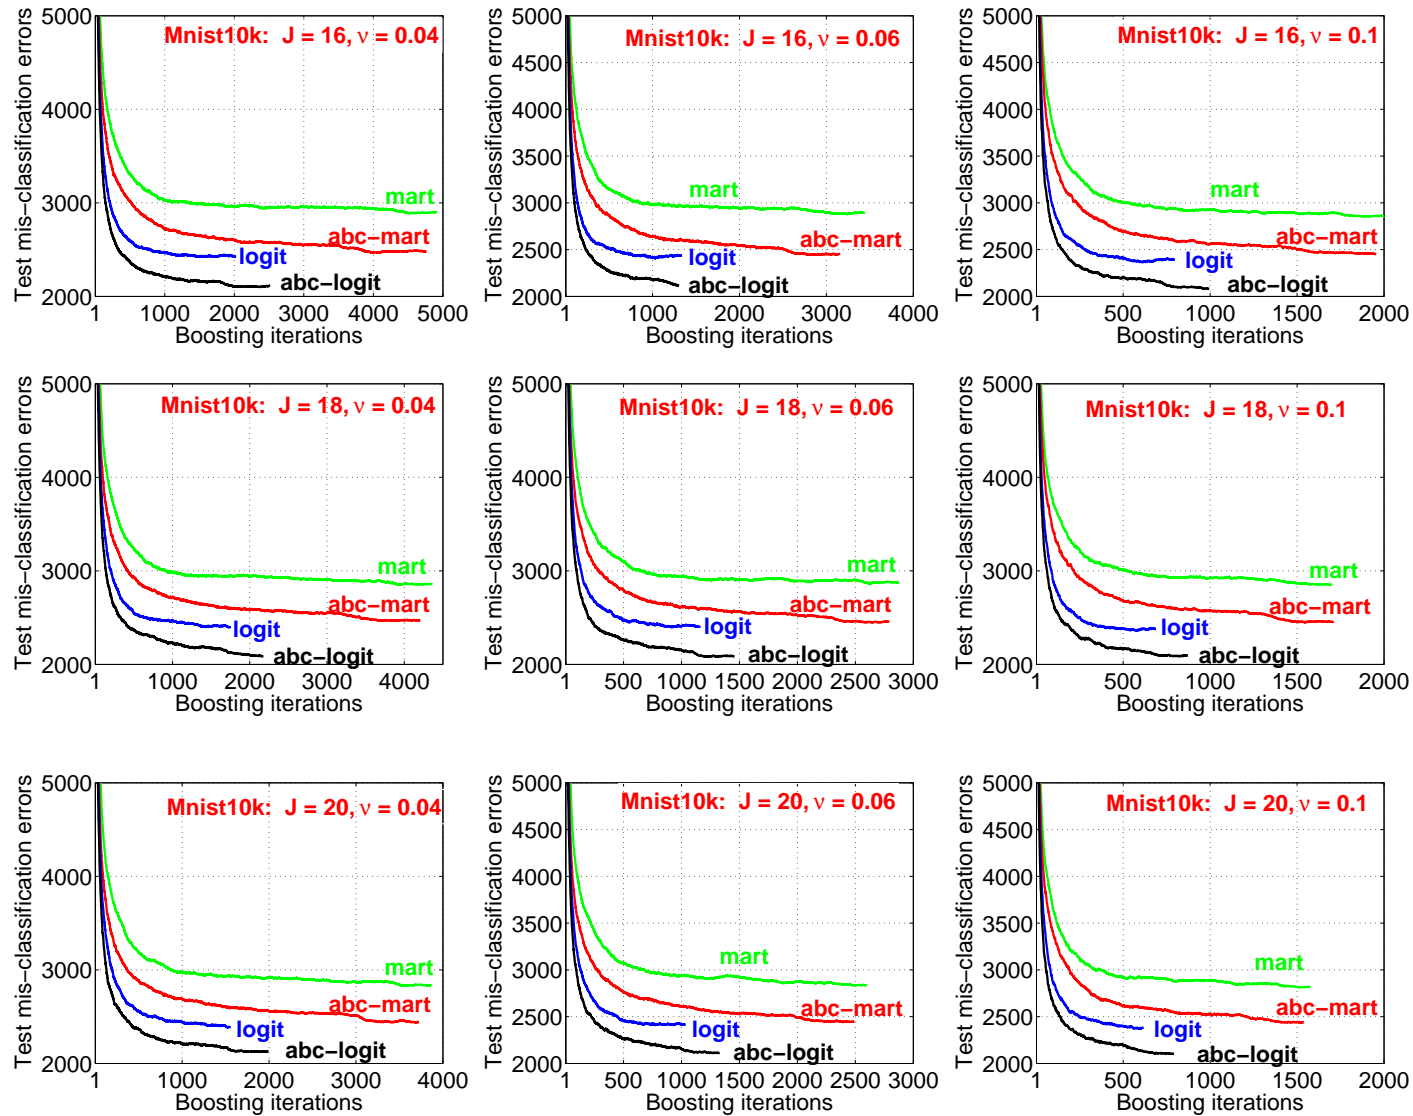 Test mis-classification errors
5000
4000
3000
2000
Mnist10k: J = 16, ν = 0.04
mart
abc-mart
logit
abc-logit
1 1000 2000 3000 4000 5000
Boosting iterations
Test mis-classification errors
5000
4500
4000
3500
3000
2500
2000
Mnist10k: J = 16, ν = 0.06
mart
abc-mart
logit
abc-logit
1 1000 2000 3000 4000
Boosting iterations
Test mis-classification errors
5000
4500
4000
3500
3000
2500
2000
Mnist10k: J = 16, ν = 0.1
mart
abc-mart
logit
abc-logit
1 500 1000 1500 2000
Boosting iterations
Test mis-classification errors
5000
4000
3000
2000
Mnist10k: J = 18, ν = 0.04
mart
abc-mart
logit
abc-logit
1 1000 2000 3000 4000
Boosting iterations
Test mis-classification errors
5000
4000
3000
2000
Mnist10k: J = 18, ν = 0.06
mart
abc-mart
logit
abc-logit
1 500 1000 1500 2000 2500 3000
Boosting iterations
Test mis-classification errors
5000
4000
3000
2000
Mnist10k: J = 18, ν = 0.1
mart
abc-mart
logit
abc-logit
1 500 1000 1500 2000
Boosting iterations
Test mis-classification errors
5000
4000
3000
2000
Mnist10k: J = 20, ν = 0.04
mart
abc-mart
logit
abc-logit
1 1000 2000 3000 4000
Boosting iterations
Test mis-classification errors
5000
4500
4000
3500
3000
2500
2000
Mnist10k: J = 20, ν = 0.06
mart
abc-mart
logit
abc-logit
1 500 1000 1500 2000 2500 3000
Boosting iterations
Test mis-classification errors
5000
4500
4000
3500
3000
2500
2000
Mnist10k: J = 20, ν = 0.1
mart
abc-mart
logit
abc-logit
1 500 1000 1500 2000
Boosting iterations